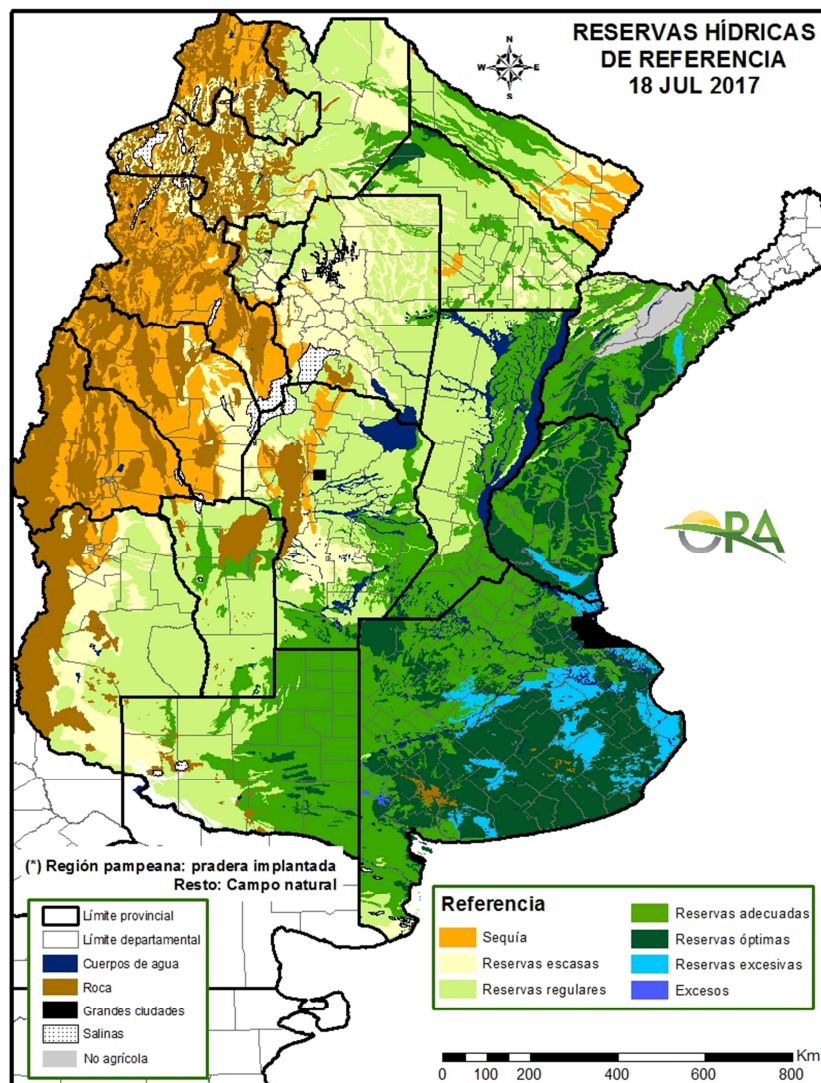 RESERVAS HÍDRICAS
DE REFERENCIA
18 JUL 2017
N
W E
S
ORA
(*) Región pampeana: pradera implantada
Resto: Campo natural
Límite provincial
Límite departamental
Cuerpos de agua
Roca
Grandes ciudades
Salinas
No agrícola
Referencia
Sequía
Reservas escasas
Reservas regulares
Reservas adecuadas
Reservas óptimas
Reservas excesivas
Excesos
Km
0 100 200 400 600 800